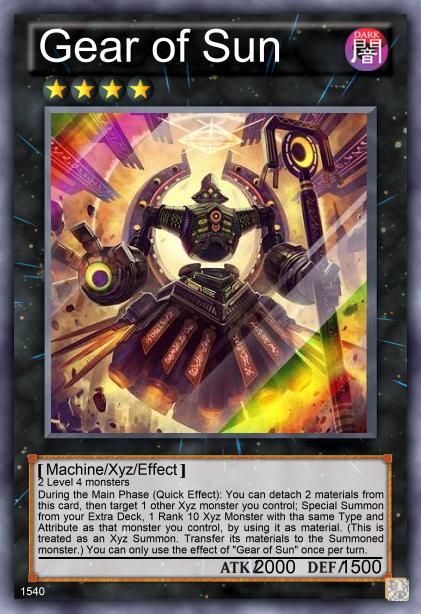 Gear of Sun
DARK
闇
[ Machine/Xyz/Effect ]
2 Level 4 monsters
During the Main Phase (Quick Effect): You can detach 2 materials from
this card, then target 1 other Xyz monster you control; Special Summon
from your Extra Deck, 1 Rank 10 Xyz Monster with tha same Type and
Attribute as that monster you control, by using it as material. (This is
treated as an Xyz Summon. Transfer its materials to the Summoned
monster.) You can only use the effect of "Gear of Sun" once per turn.
ATK/2000 DEF/1500
1540